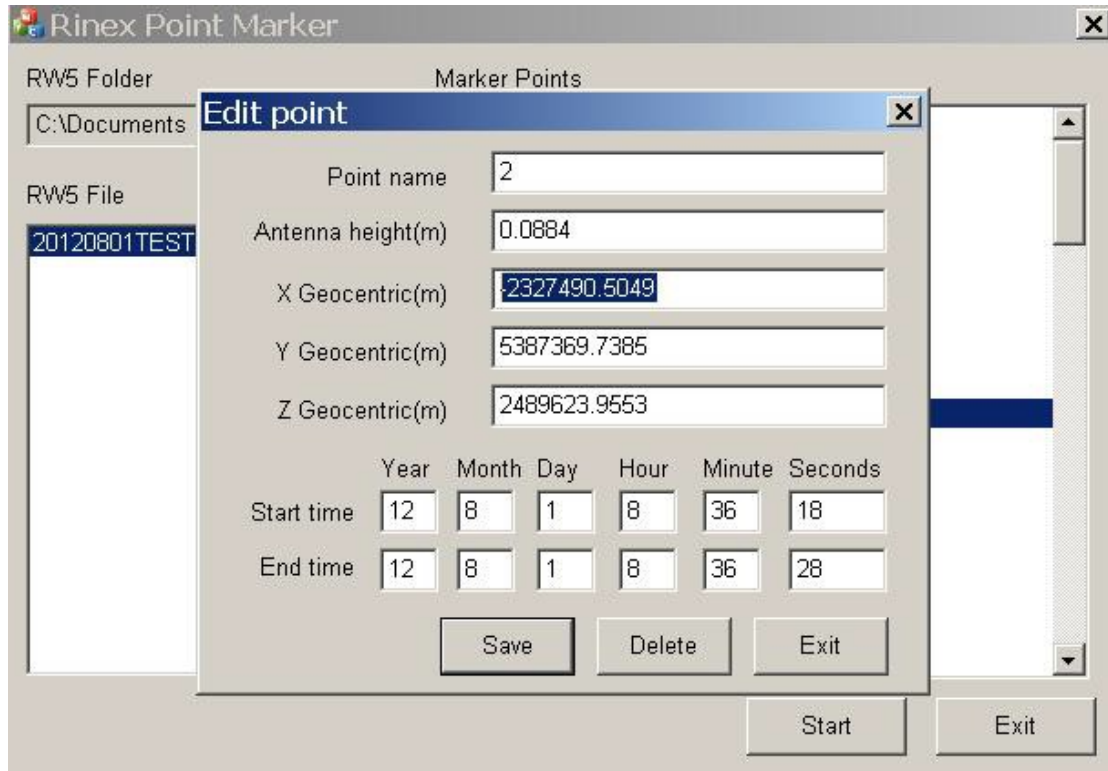 Rinex Point Marker
RW5 Folder
Marker Points
C:\Documents
RW5 File
20120801TEST
Edit point
Point name 2
Antenna height(m) 0.0884
X Geocentric(m) -2327490.5049
Y Geocentric(m) 5387369.7385
Z Geocentric(m) 2489623.9553
Year Month Day Hour Minute Seconds
Start time 12 8 1 8 36 18
End time 12 8 1 8 36 28
Save Delete Exit
Start Exit